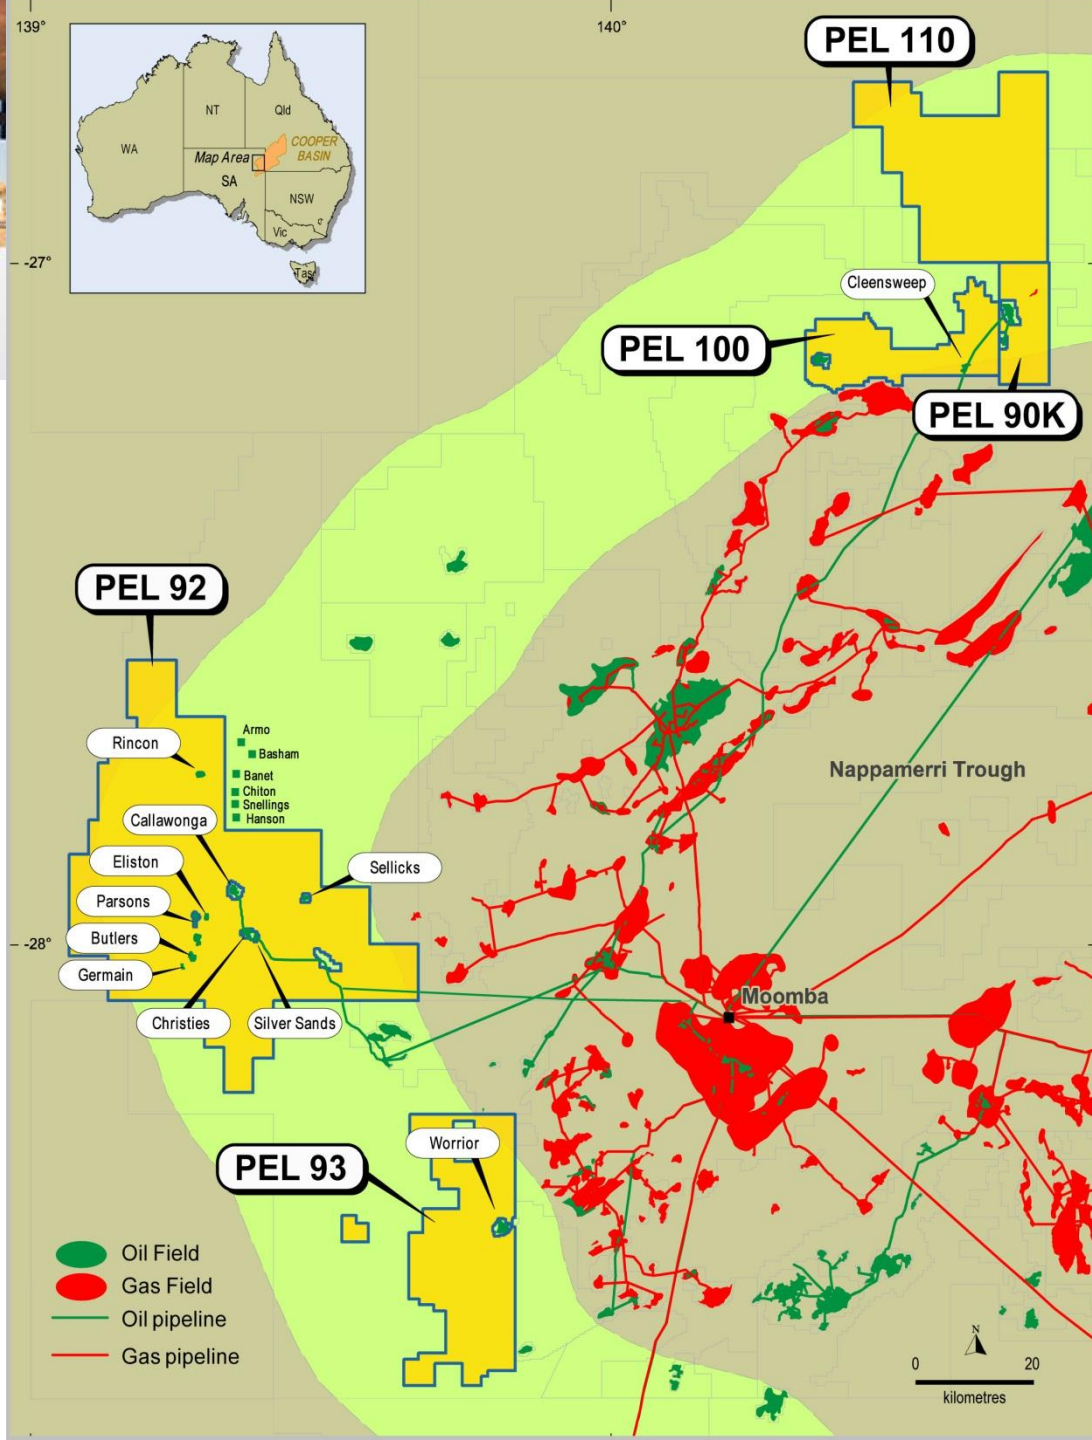 139°
140°
PEL 110
NT
Qld
WA
COOPER
BASIN
Map Area
SA
NSW
Vic
Tas
-27°
Cleensweep
PEL 100
PEL 90K
PEL 92
Armo
Rincon
Basham
Nappamerri Trough
Banet
Chiton
Snellings
Hanson
Callawonga
Eliston
Sellicks
Parsons
Butlers
-28°
Germain
Moomba
Christies
Silver Sands
Worrior
PEL 93
Oil Field
Gas Field
Oil pipeline
Gas pipeline
N
0 20
kilometres